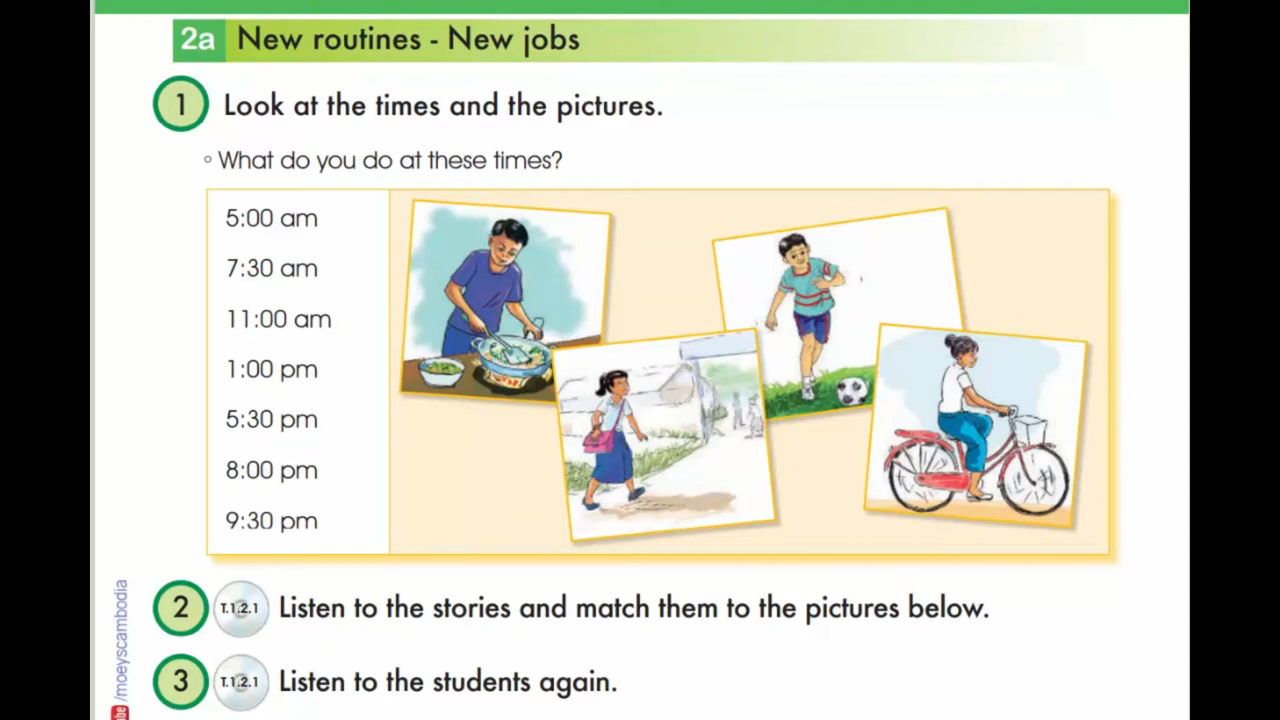 2a New routines - New jobs
1 Look at the times and the pictures.
° What do you do at these times?
5:00 am
7:30 am
11:00 am
1:00 pm
5:30 pm
8:00 pm
9:30 pm
2 T.1.2.1 Listen to the stories and match them to the pictures below.
3 T.1.2.1 Listen to the students again.
be /moeyscambodia